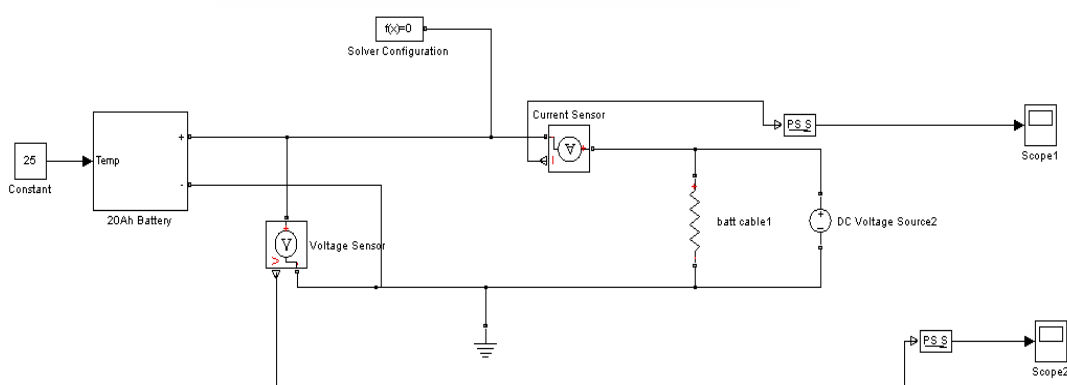 f(x)=0
Solver Configuration
Current Sensor
PS S
Scope1
25
Constant
Temp
+
-
20Ah Battery
I
+
+
batt cable1
+
−
DC Voltage Source2
+
V
V
Voltage Sensor
PS S
Scope2